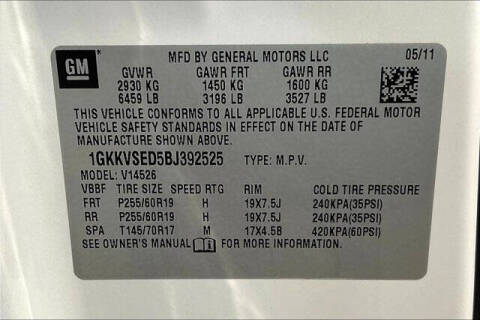 GM
MFD BY GENERAL MOTORS LLC 05/11
GVWR GAWR FRT GAWR RR
2930 KG 1450 KG 1600 KG
6459 LB 3196 LB 3527 LB
THIS VEHICLE CONFORMS TO ALL APPLICABLE U.S. FEDERAL MOTOR
VEHICLE SAFETY STANDARDS IN EFFECT ON THE DATE OF
MANUFACTURE SHOWN ABOVE.
1GKKVSED5BJ392525 TYPE: M.P.V.
MODEL: V14526
VBBF TIRE SIZE SPEED RTG RIM COLD TIRE PRESSURE
FRT P255/60R19 H 19X7.5J 240KPA(35PSI)
RR P255/60R19 H 19X7.5J 240KPA(35PSI)
SPA T145/70R17 M 17X4.5B 420KPA(60PSI)
SEE OWNER'S MANUAL FOR MORE INFORMATION.